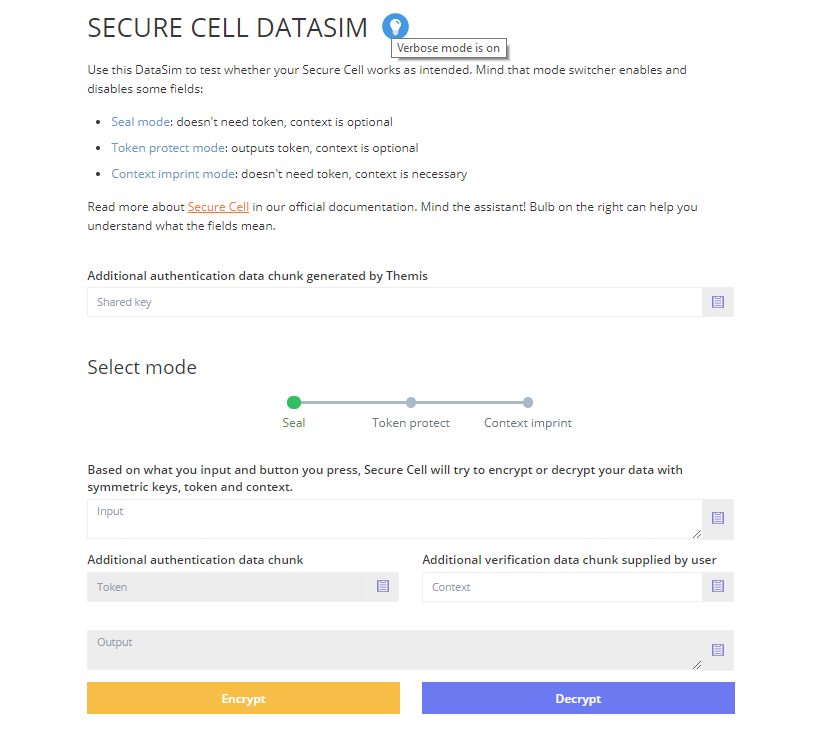 SECURE CELL DATASIM
Verbose mode is on
Use this DataSim to test whether your Secure Cell works as intended. Mind that mode switcher enables and
disables some fields:
• Seal mode: doesn't need token, context is optional
• Token protect mode: outputs token, context is optional
• Context imprint mode: doesn't need token, context is necessary
Read more about Secure Cell in our official documentation. Mind the assistant! Bulb on the right can help you
understand what the fields mean.
Additional authentication data chunk generated by Themis
Shared key
Select mode
Seal
Token protect
Context imprint
Based on what you input and button you press, Secure Cell will try to encrypt or decrypt your data with
symmetric keys, token and context.
Input
Additional authentication data chunk
Additional verification data chunk supplied by user
Token
Context
Output
Encrypt
Decrypt